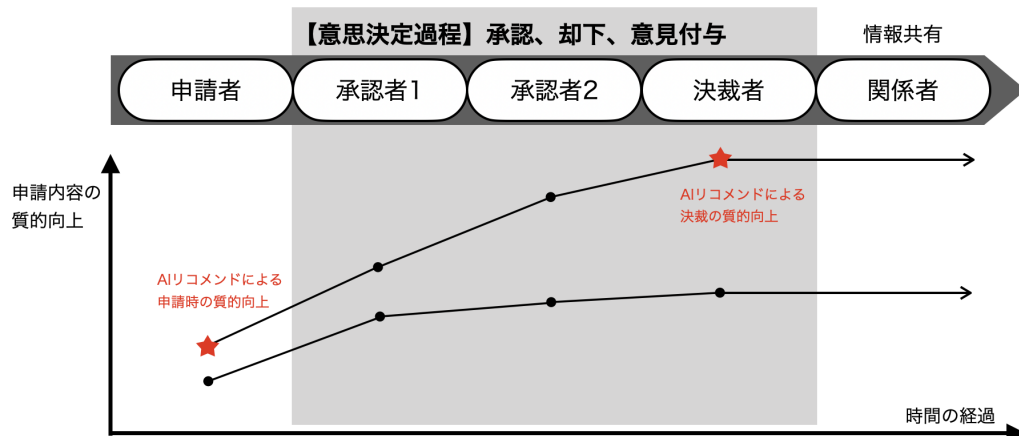 【意思決定過程】承認、却下、意見付与
情報共有
申請者
承認者1
承認者2
決裁者
関係者
申請内容の
質的向上
AIリコメンドによる
決裁の質的向上
AIリコメンドによる
申請時の質的向上
時間の経過